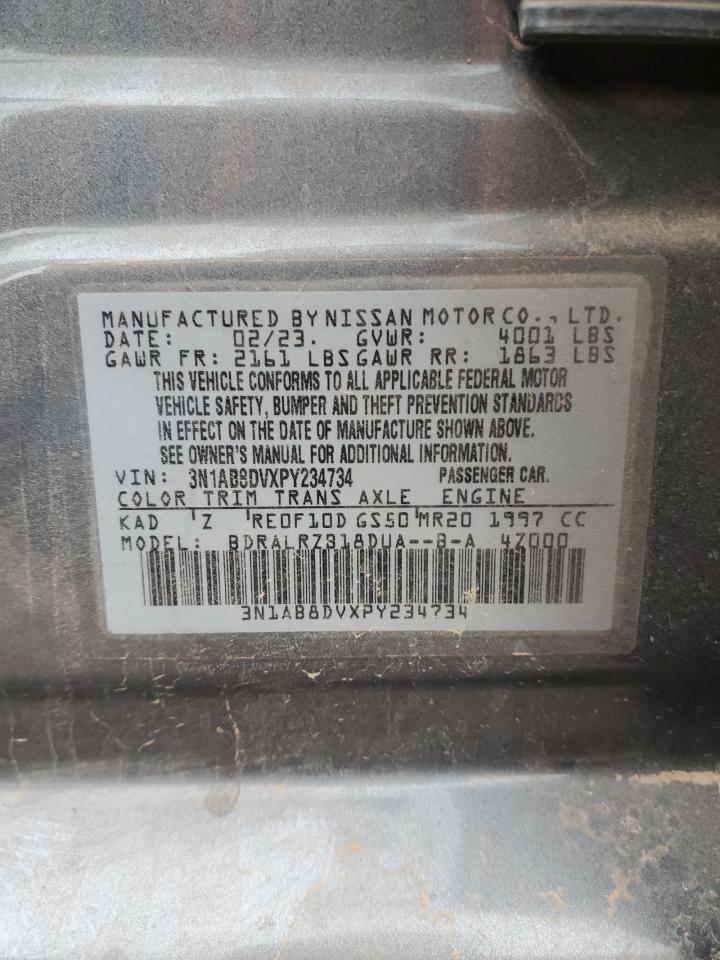 MANUFACTURED BY NISSAN MOTOR CO., LTD.
DATE: 02/23. GVWR: 4001 LBS
GAWR FR: 2161 LBS GAWR RR: 1863 LBS
THIS VEHICLE CONFORMS TO ALL APPLICABLE FEDERAL MOTOR
VEHICLE SAFETY, BUMPER AND THEFT PREVENTION STANDARDS
IN EFFECT ON THE DATE OF MANUFACTURE SHOWN ABOVE.
SEE OWNER'S MANUAL FOR ADDITIONAL INFORMATION.
VIN: 3N1AB8DVXPY234734 PASSENGER CAR.
COLOR TRIM TRANS AXLE ENGINE
KAD Z RE0F10D GS50 MR20 1997 CC
MODEL: BDRALRZ318DUA--B-A 4Z000
3N1AB8DVXPY234734